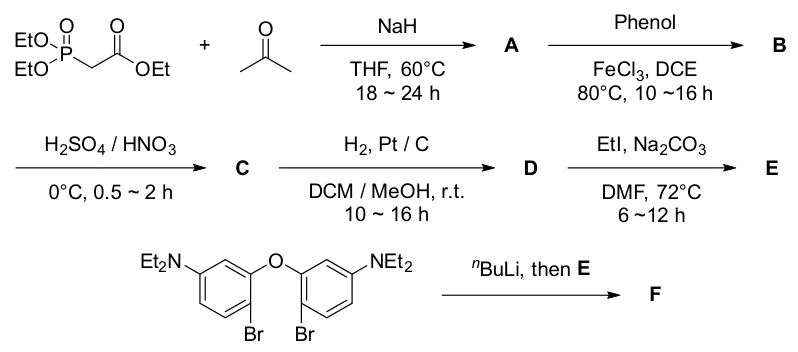 O O
EtO P
EtO OEt
+
O
NaH
THF, 60°C
18 ~ 24 h
A
Phenol
FeCl₃, DCE
80°C, 10 ~16 h
B
H₂SO₄ / HNO₃
0°C, 0.5 ~ 2 h
C
H₂, Pt / C
DCM / MeOH, r.t.
10 ~ 16 h
D
EtI, Na₂CO₃
DMF, 72°C
6 ~12 h
E
Et₂N O NEt₂
Br Br
ⁿBuLi, then E
F